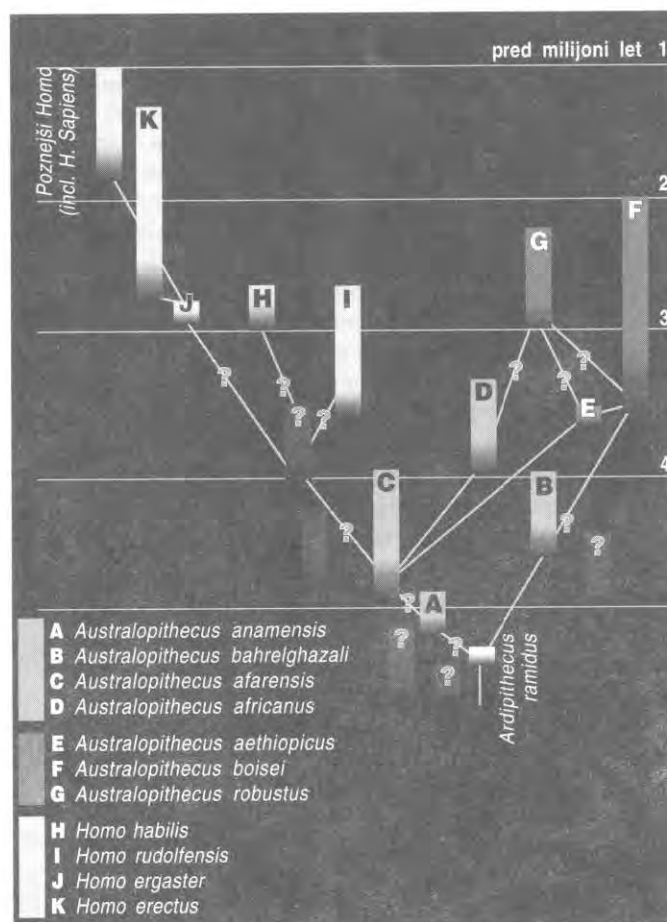 pred milijoni let 1
Poznejši Homo
(incl. H. Sapiens)
K
2
F
G
J
H
I
3
?
?
?
?
?
D
E
?
?
4
C
B
?
?
?
?
A
?
?
?
Ardipithecus
ramidus
A Australopithecus anamensis
B Australopithecus bahrelghazali
C Australopithecus afarensis
D Australopithecus africanus
E Australopithecus aethiopicus
F Australopithecus boisei
G Australopithecus robustus
H Homo habilis
I Homo rudolfensis
J Homo ergaster
K Homo erectus